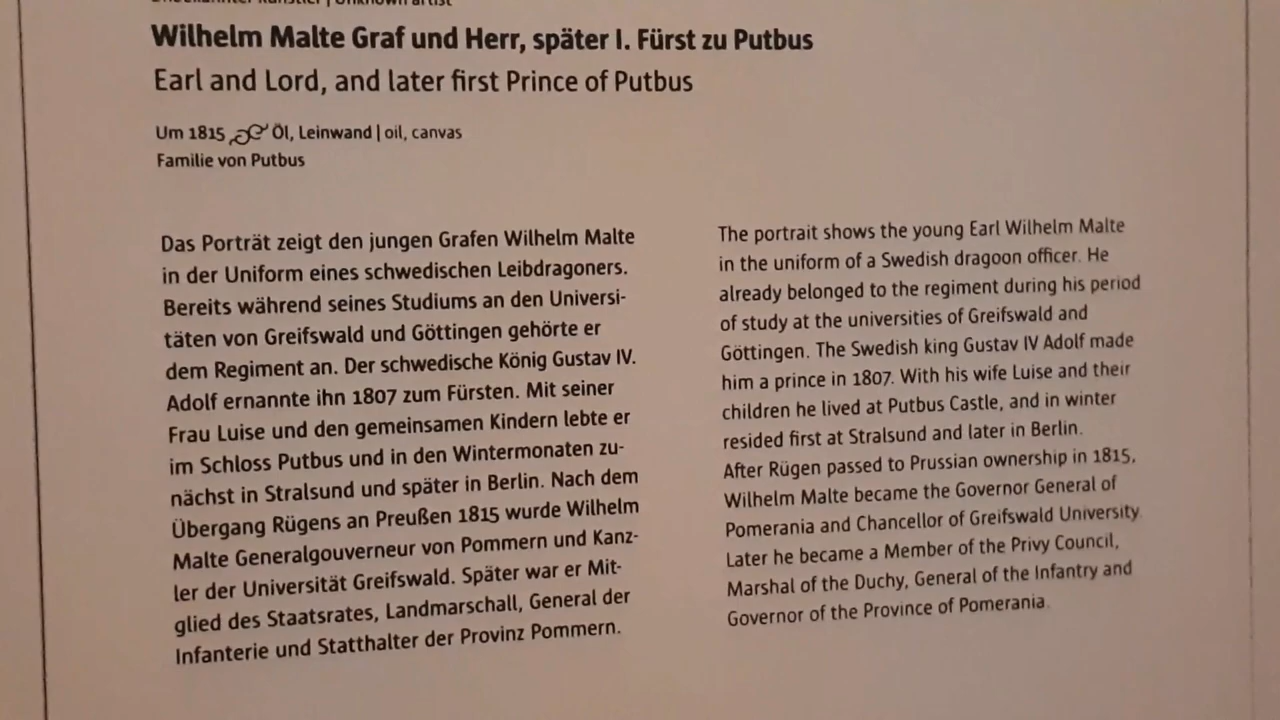 Unbekannter Künstler | Unknown artist
Wilhelm Malte Graf und Herr, später I. Fürst zu Putbus
Earl and Lord, and later first Prince of Putbus
Um 1815 Öl, Leinwand | oil, canvas
Familie von Putbus
Das Porträt zeigt den jungen Grafen Wilhelm Malte
in der Uniform eines schwedischen Leibdragoners.
Bereits während seines Studiums an den Universi-
täten von Greifswald und Göttingen gehörte er
dem Regiment an. Der schwedische König Gustav IV.
Adolf ernannte ihn 1807 zum Fürsten. Mit seiner
Frau Luise und den gemeinsamen Kindern lebte er
im Schloss Putbus und in den Wintermonaten zu-
nächst in Stralsund und später in Berlin. Nach dem
Übergang Rügens an Preußen 1815 wurde Wilhelm
Malte Generalgouverneur von Pommern und Kanz-
ler der Universität Greifswald. Später war er Mit-
glied des Staatsrates, Landmarschall, General der
Infanterie und Statthalter der Provinz Pommern.
The portrait shows the young Earl Wilhelm Malte
in the uniform of a Swedish dragoon officer. He
already belonged to the regiment during his period
of study at the universities of Greifswald and
Göttingen. The Swedish king Gustav IV Adolf made
him a prince in 1807. With his wife Luise and their
children he lived at Putbus Castle, and in winter
resided first at Stralsund and later in Berlin.
After Rügen passed to Prussian ownership in 1815,
Wilhelm Malte became the Governor General of
Pomerania and Chancellor of Greifswald University.
Later he became a Member of the Privy Council,
Marshal of the Duchy, General of the Infantry and
Governor of the Province of Pomerania.